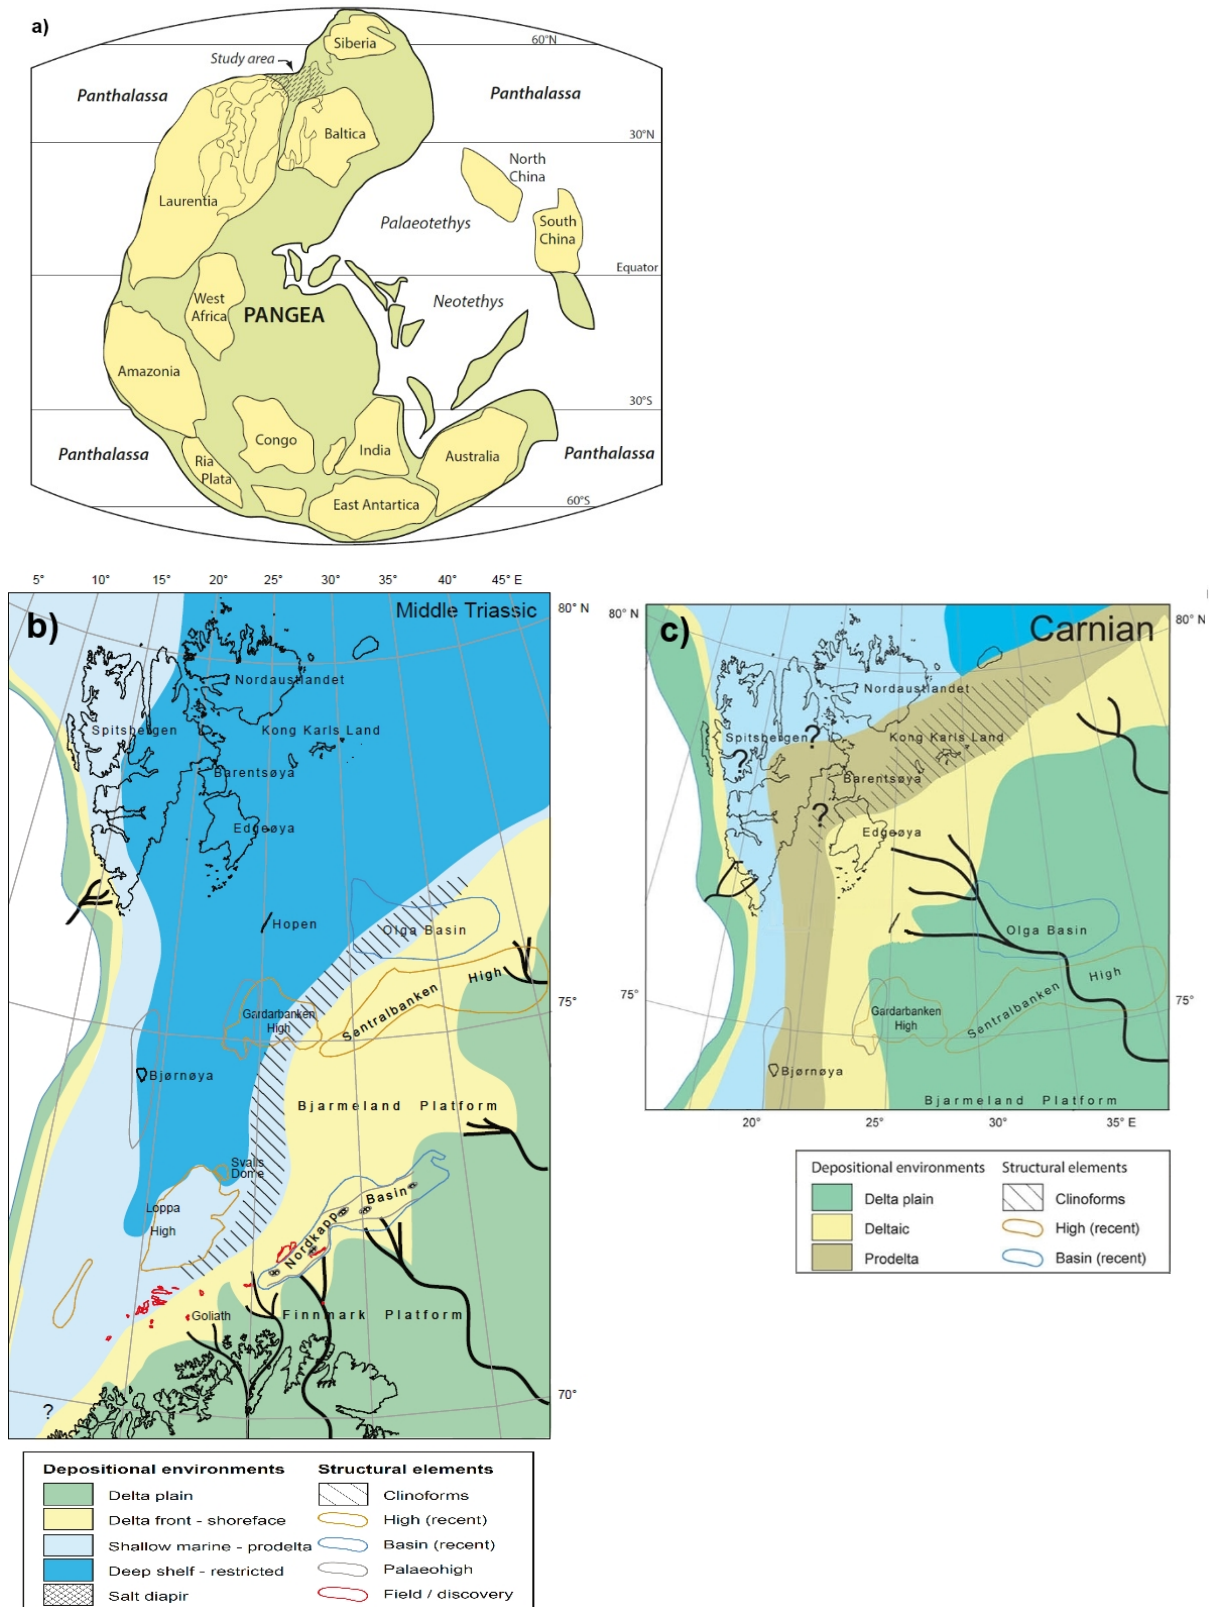 a)
Siberia
60°N
Study area
Panthalassa
Panthalassa
Baltica
30°N
North
China
Laurentia
Palaeotethys
South
China
Equator
West
Africa
PANGEA
Neotethys
Amazonia
30°S
Congo
India
Australia
Panthalassa
Panthalassa
Ria
Plata
East Antartica
60°S
5° 10° 15° 20° 25° 30° 35° 40° 45° E
b)
Middle Triassic
80° N
Nordaustlandet
Spitsbergen
Kong Karls Land
Barentsøya
Edgeøya
Hopen
Olga Basin
High
75°
Sentralbanken
Gardarbanken
High
Bjørnøya
Bjarmeland Platform
Svalis
Dome
Basin
Loppa
High
Nordkapp
Goliath
Finnmark Platform
70°
?
Depositional environments
Structural elements
Delta plain
Clinoforms
Delta front - shoreface
High (recent)
Shallow marine - prodelta
Basin (recent)
Deep shelf - restricted
Palaeohigh
Salt diapir
Field / discovery
80° N
c)
Carnian
80° N
Nordaustlandet
Spitsbergen
?
Kong Karls Land
?
Barentsøya
?
Edgeøya
Olga Basin
High
75°
75°
Sentralbanken
Gardarbanken
High
Bjørnøya
Bjarmeland Platform
20° 25° 30° 35° E
Depositional environments
Structural elements
Delta plain
Clinoforms
Deltaic
High (recent)
Prodelta
Basin (recent)